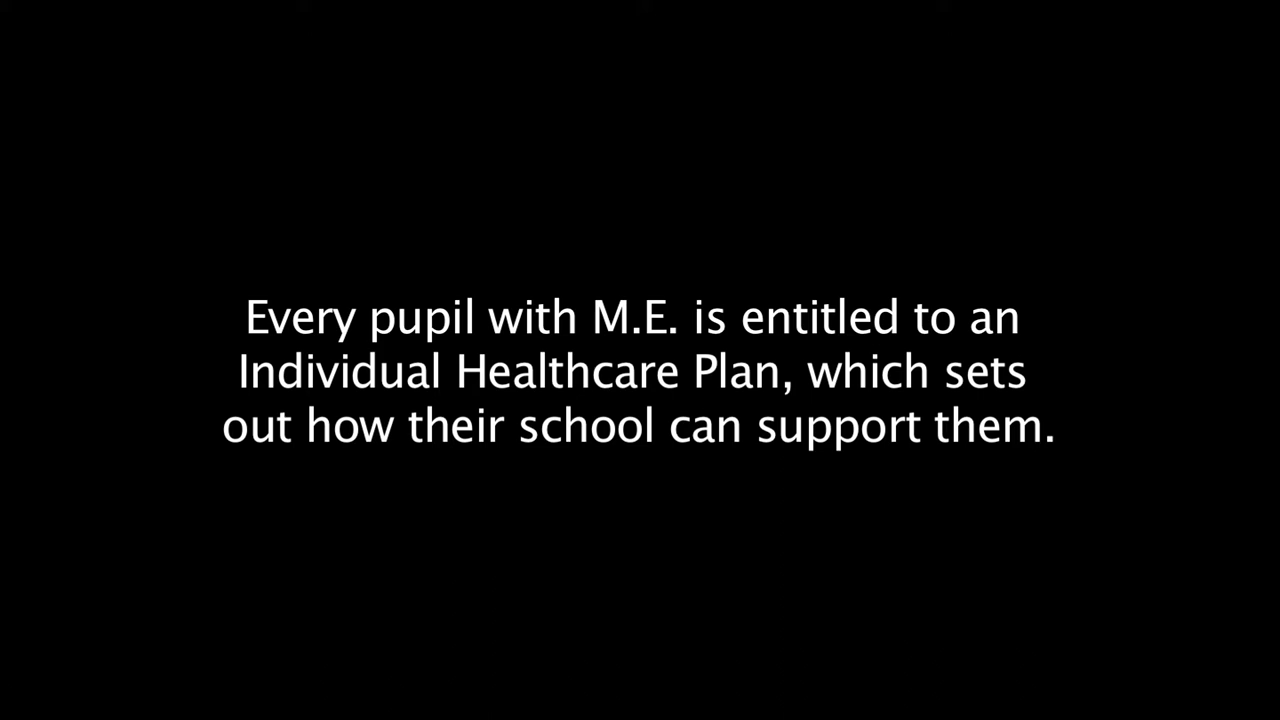 Every pupil with M.E. is entitled to an
Individual Healthcare Plan, which sets
out how their school can support them.